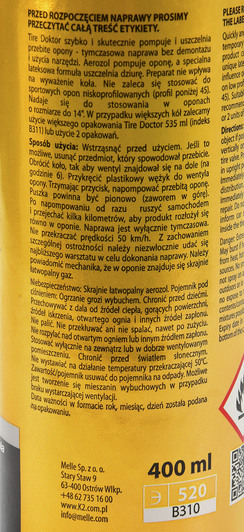 PRZED ROZPOCZĘCIEM NAPRAWY PROSIMY
PRZECZYTAĆ CAŁĄ TREŚĆ ETYKIETY.
Tire Doktor szybko i skutecznie pompuje i uszczelnia
przebite opony - tymczasowa naprawa bez demontażu
i użycia narzędzi. Aerozol pompuje oponę, a specjalna
lateksowa formuła uszczelnia dziurę. Preparat nie wpływa
na wyważenie koła. Nie zaleca się stosować do
sportowych opon niskoprofilowanych (profil poniżej 45).
Nadaje się do stosowania w oponach
o rozmiarze do 14". W przypadku większych kół zalecamy
użycie większego opakowania Tire Doctor 535 ml (indeks
B311) lub użycie 2 opakowań.
Sposób użycia: Wstrząsnąć przed użyciem. Jeśli to
możliwe, usunąć przedmiot, który spowodował przebicie.
Obrócić koło, tak aby wentyl znajdował się na dole (na
godzinie 6). Przykręcić plastikowy wężyk do wentyla
opony. Trzymając przycisk, napompować przebitą oponę.
Puszka powinna być pionowo (zaworem w górę).
Po napompowaniu od razu ruszyć samochodem
i przejechać kilka kilometrów, aby produkt rozłożył się
równo w oponie. Naprawa jest wyłącznie tymczasowa.
Nie przekraczać prędkości 50 km/h. Z zachowaniem
szczególnej ostrożności należy niezwłocznie udać się
najbliższego warsztatu w celu dokonania naprawy. Należy
powiadomić mechanika, że w oponie znajduje się skrajnie
łatwopalny gaz.
Niebezpieczeństwo: Skrajnie łatwopalny aerozol. Pojemnik pod
ciśnieniem: Ogrzanie grozi wybuchem. Chronić przed dziećmi.
Przechowywać z dala od źródeł ciepła, gorących powierzchni,
źródeł iskrzenia, otwartego ognia i innych źródeł zapłonu.
Nie palić. Nie przekłuwać ani nie spalać, nawet po zużyciu.
Nie rozpylać nad otwartym ogniem lub innym źródłem zapłonu.
Stosować wyłącznie na zewnątrz lub w dobrze wentylowanym
pomieszczeniu. Chronić przed światłem słonecznym.
Nie wystawiać na działanie temperatury przekraczającej 50°C.
Zawartość/pojemnik usuwać do pojemnika na odpady. Możliwe
jest tworzenie się mieszanin wybuchowych w przypadku
braku wystarczającej wentylacji.
Data ważności w formacie rok, miesiąc, dzień została podana
na opakowaniu.
Melle Sp. z o. o.
Stary Staw 9
63-400 Ostrów Wlkp.
+48 62 735 16 00
www.K2.com.pl
info@melle.com
400 ml
520
B310
PLEASE
THE LAB
Quickly an